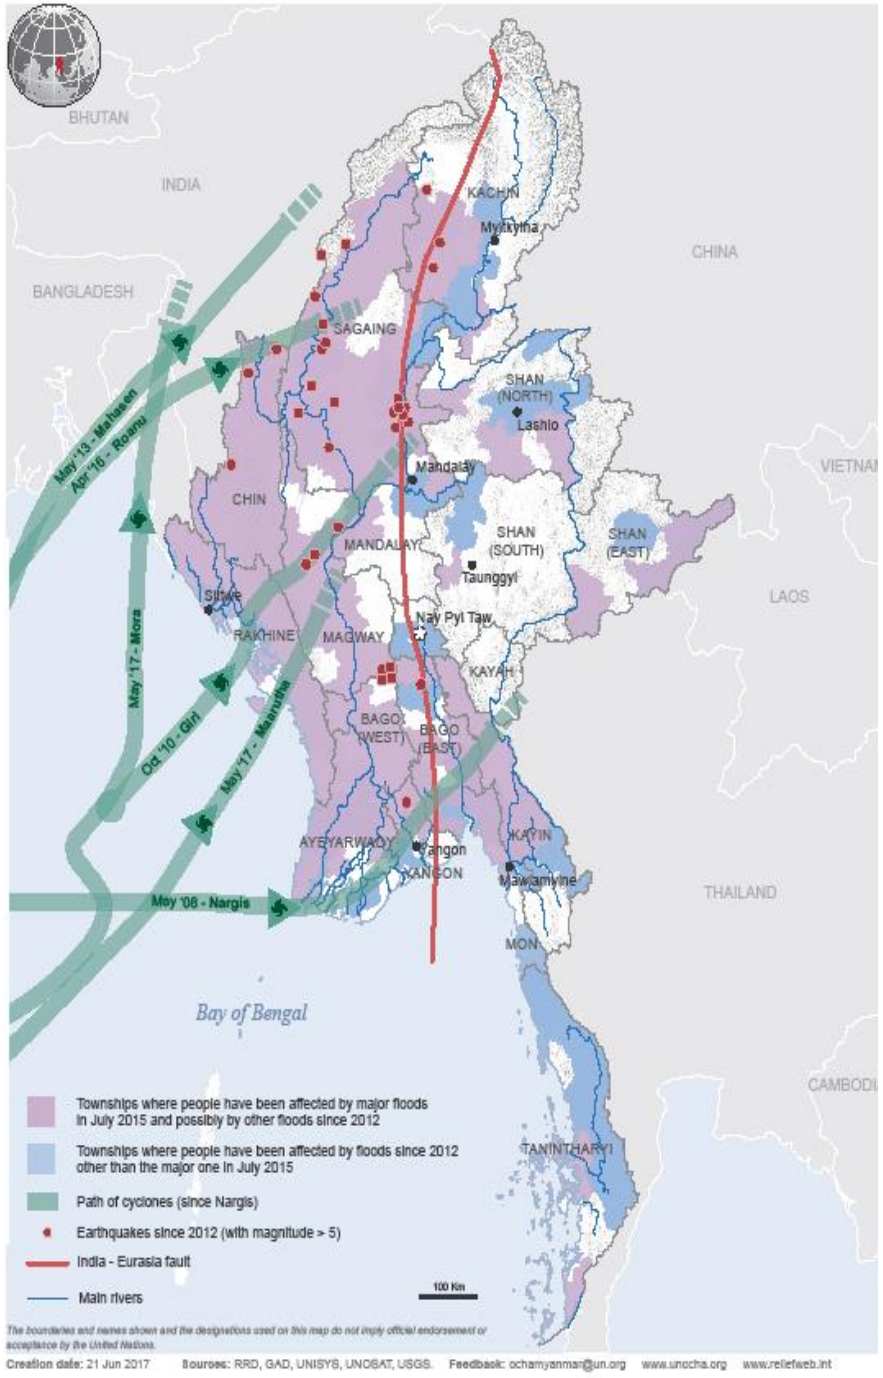 BHUTAN
INDIA
KACHIN
Myitkyina
CHINA
BANGLADESH
SAGAING
SHAN
(NORTH)
Lashio
May '13 - Mahasen
Apr '16 - Roanu
Mandalay
VIETNAM
CHIN
MANDALAY
SHAN
(SOUTH)
SHAN
(EAST)
Taunggyi
LAOS
Sittwe
Nay Pyi Taw
RAKHINE
MAGWAY
KAYAH
May '17 - Mora
Oct '10 - Giri
May '17 - Maarutha
BAGO
(WEST)
BAGO
(EAST)
AYEYARWADY
KAYIN
Yangon
YANGON
Mawlamyine
THAILAND
May '08 - Nargis
MON
Bay of Bengal
CAMBODI
Townships where people have been affected by major floods
in July 2015 and possibly by other floods since 2012
Townships where people have been affected by floods since 2012
other than the major one in July 2015
TANINTHARYI
Path of cyclones (since Nargis)
Earthquakes since 2012 (with magnitude > 5)
India - Eurasia fault
Main rivers
100 Km
The boundaries and names shown and the designations used on this map do not imply official endorsement or
acceptance by the United Nations.
Creation date: 21 Jun 2017 Sources: RRD, GAD, UNISYS, UNOSAT, USGS. Feedback: ochamyanmar@un.org www.unocha.org www.reliefweb.int